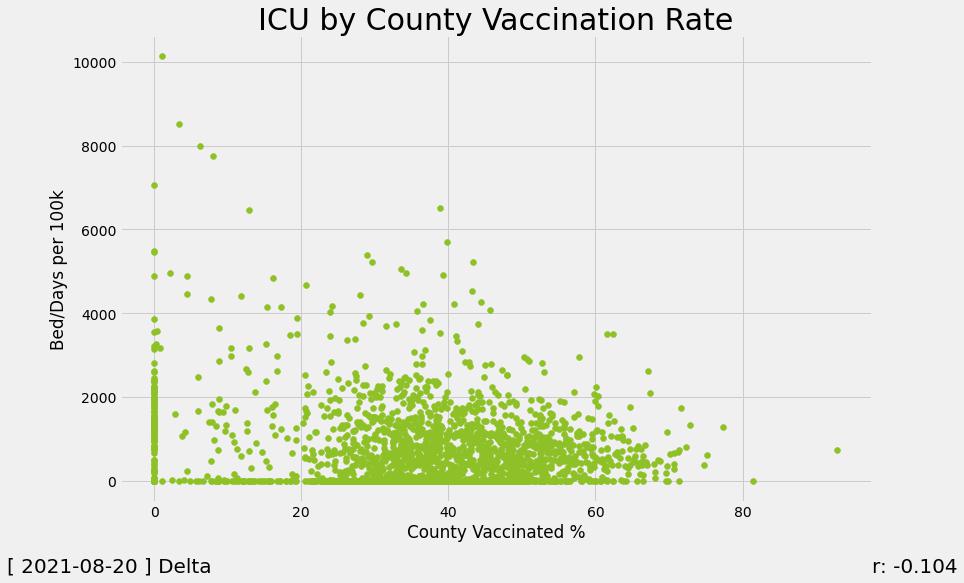 ICU by County Vaccination Rate
10000
8000
6000
4000
2000
0
Bed/Days per 100k
0 20 40 60 80
County Vaccinated %
[ 2021-08-20 ] Delta
r: -0.104